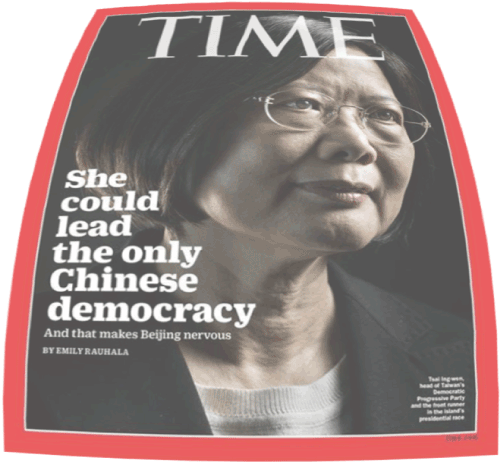 TIME
She
could
lead
the only
Chinese
democracy
And that makes Beijing nervous
BY EMILY RAUHALA
Tsai Ing-wen,
head of Taiwan's
Democratic
Progressive Party
and the front runner
in the island's
presidential race